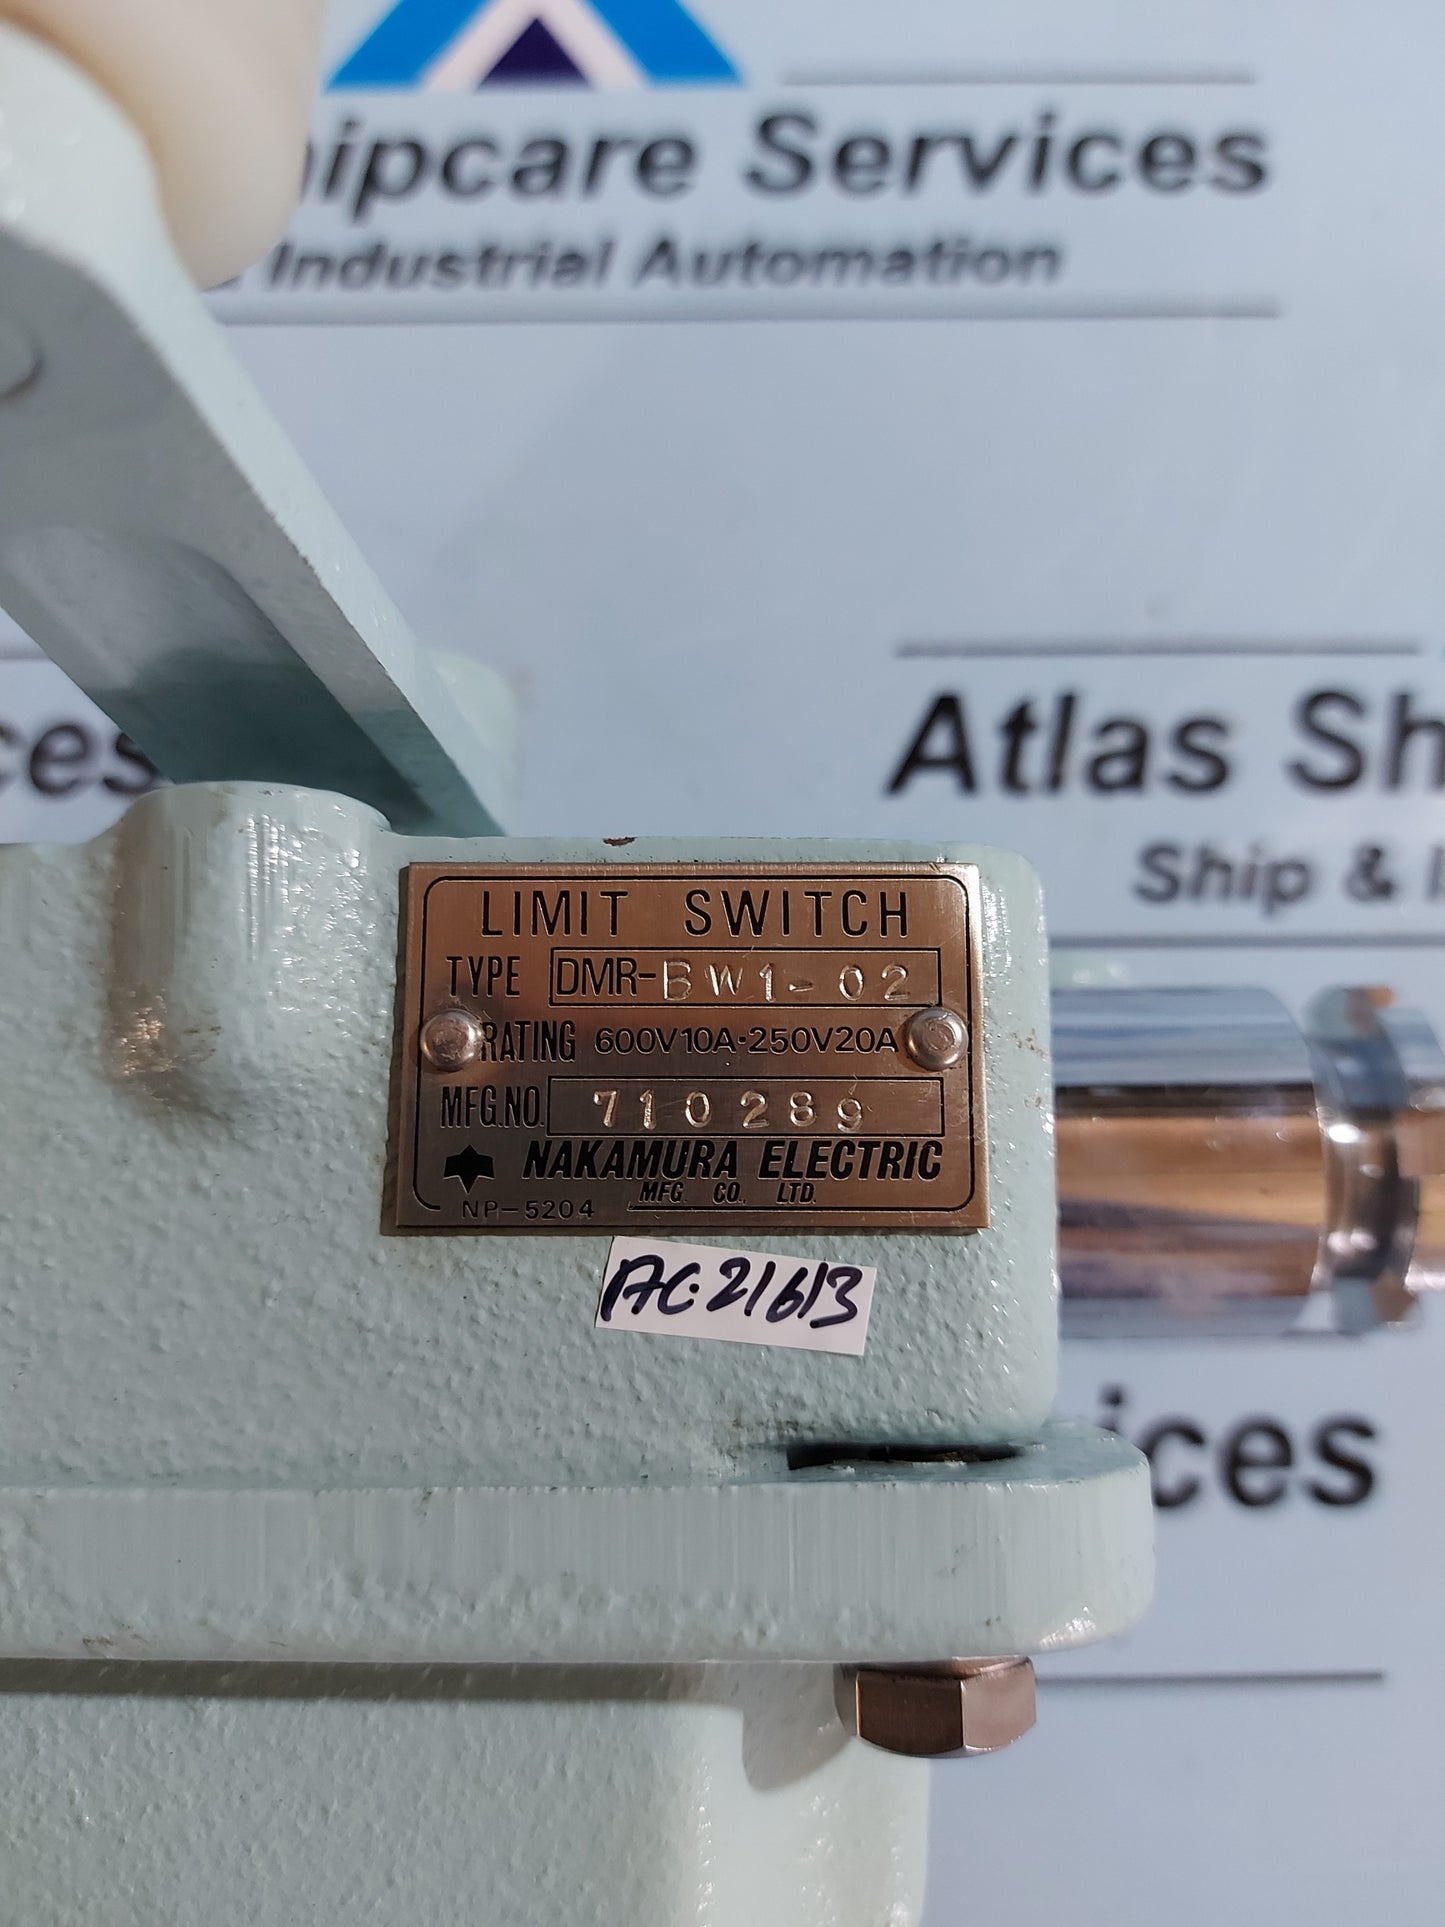 hipcare Services
Industrial Automation
ces
Atlas Sh
Ship & I
LIMIT SWITCH
TYPE DMR-BW1-02
RATING 600V10A·250V20A
MFG.NO. 710289
NAKAMURA ELECTRIC
MFG. CO., LTD.
NP-5204
AC.21613
ices